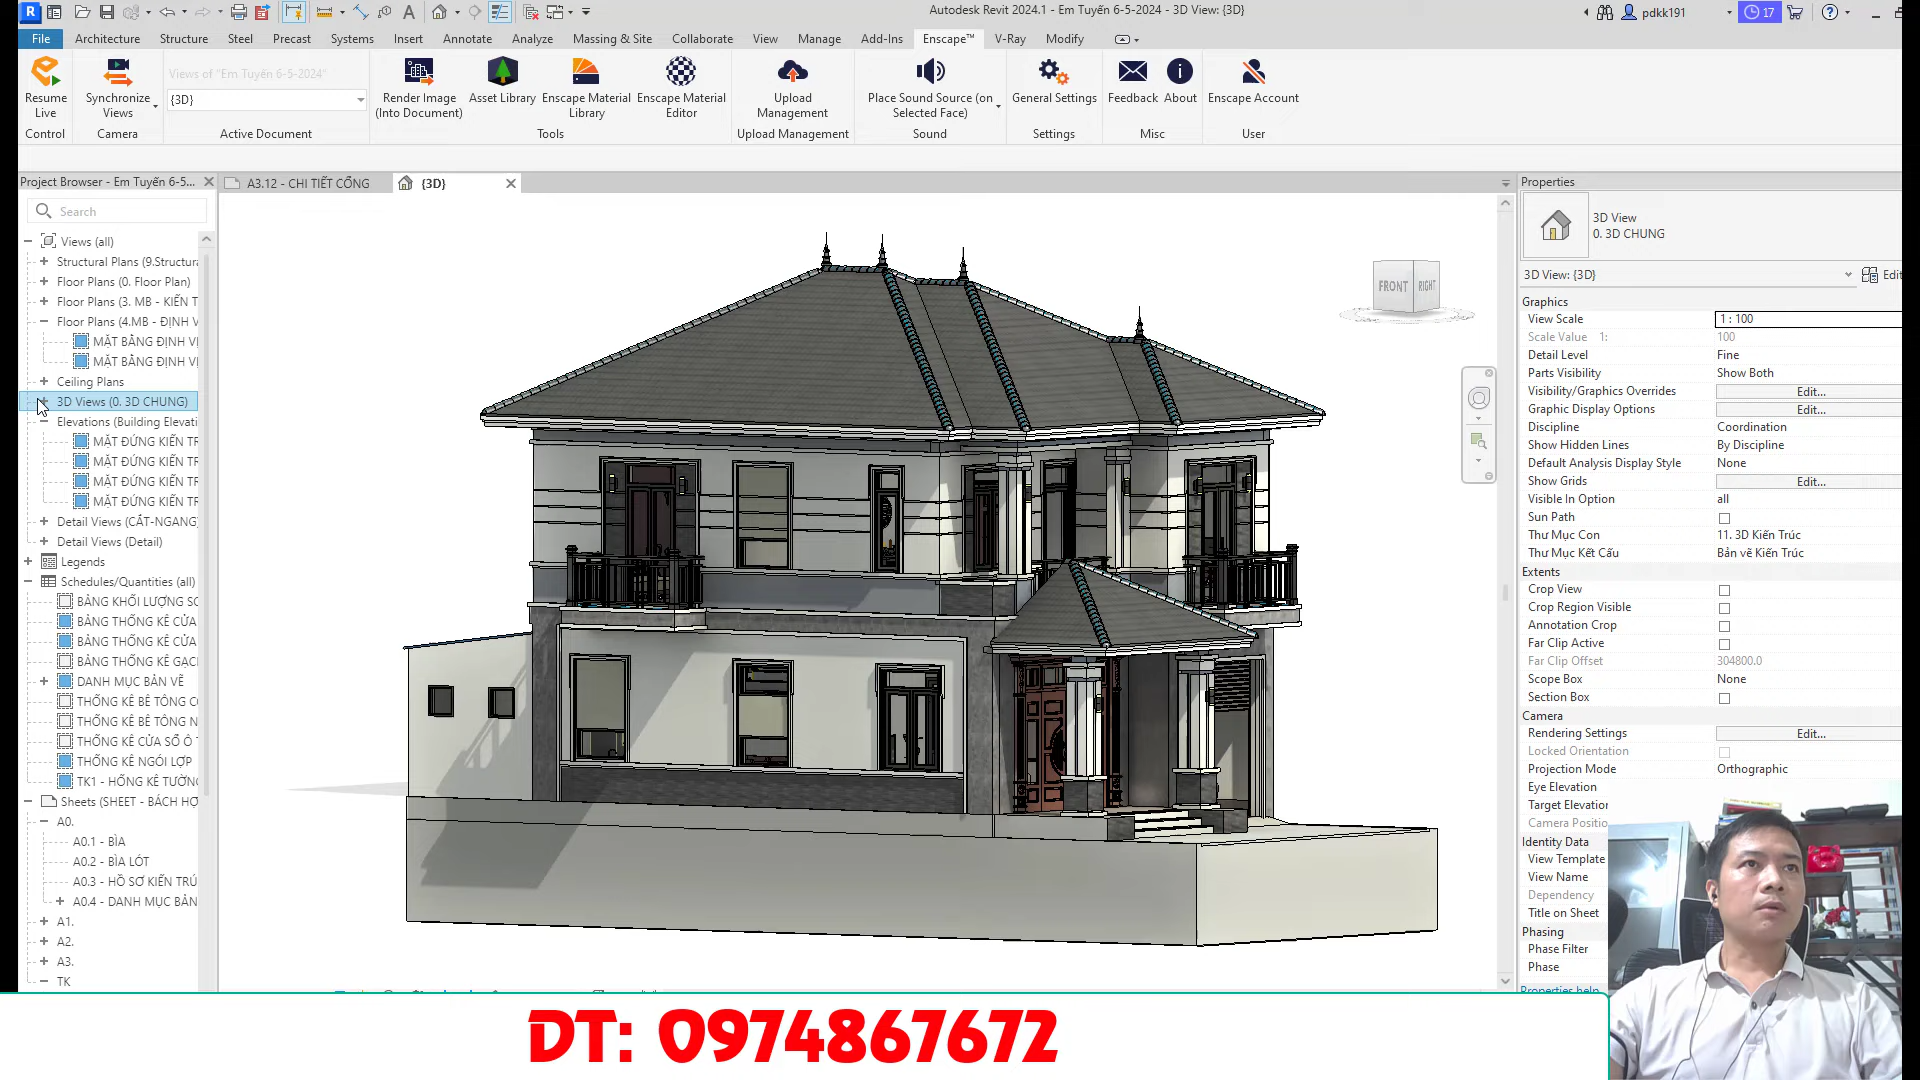 Autodesk Revit 2024.1 - Em Tuyến 6-5-2024 - 3D View: {3D}
pdkk191
17
File Architecture Structure Steel Precast Systems Insert Annotate Analyze Massing & Site Collaborate View Manage Add-Ins Enscape™ V-Ray Modify
Resume Live
Control
Synchronize Views
Camera
Views of "Em Tuyến 6-5-2024"
{3D}
Active Document
Render Image (Into Document)
Asset Library
Enscape Material Library
Enscape Material Editor
Tools
Upload Management
Upload Management
Place Sound Source (on Selected Face)
Sound
General Settings
Settings
Feedback
About
Misc
Enscape Account
User
Project Browser - Em Tuyến 6-5...
Search
Views (all)
Structural Plans (9.Structura
Floor Plans (0. Floor Plan)
Floor Plans (3. MB - KIẾN T
Floor Plans (4.MB - ĐỊNH V
MẶT BẰNG ĐỊNH VỊ
MẶT BẰNG ĐỊNH VỊ
Ceiling Plans
3D Views (0. 3D CHUNG)
Elevations (Building Elevati
MẶT ĐỨNG KIẾN TR
MẶT ĐỨNG KIẾN TR
MẶT ĐỨNG KIẾN TR
MẶT ĐỨNG KIẾN TR
Detail Views (CẮT-NGANG)
Detail Views (Detail)
Legends
Schedules/Quantities (all)
BẢNG KHỐI LƯỢNG SƠ
BẢNG THỐNG KÊ CỬA
BẢNG THỐNG KÊ CỬA
BẢNG THỐNG KÊ GẠCH
DANH MỤC BẢN VẼ
THỐNG KÊ BÊ TÔNG C
THỐNG KÊ BÊ TÔNG N
THỐNG KÊ CỬA SỔ Ô T
THỐNG KÊ NGÓI LỢP
TK1 - HỐNG KÊ TƯỜNG
Sheets (SHEET - BÁCH HỢ
A0.
A0.1 - BÌA
A0.2 - BÌA LÓT
A0.3 - HỒ SƠ KIẾN TRÚ
A0.4 - DANH MỤC BẢN
A1.
A2.
A3.
TK
A3.12 - CHI TIẾT CỔNG
{3D}
FRONT
RIGHT
Properties
3D View
0. 3D CHUNG
3D View: {3D}
Edit
Graphics
View Scale 1 : 100
Scale Value 1: 100
Detail Level Fine
Parts Visibility Show Both
Visibility/Graphics Overrides Edit...
Graphic Display Options Edit...
Discipline Coordination
Show Hidden Lines By Discipline
Default Analysis Display Style None
Show Grids Edit...
Visible In Option all
Sun Path
Thư Mục Con 11. 3D Kiến Trúc
Thư Mục Kết Cấu Bản vẽ Kiến Trúc
Extents
Crop View
Crop Region Visible
Annotation Crop
Far Clip Active
Far Clip Offset 304800.0
Scope Box None
Section Box
Camera
Rendering Settings Edit...
Locked Orientation
Projection Mode Orthographic
Eye Elevation
Target Elevation
Camera Positio
Identity Data
View Template
View Name
Dependency
Title on Sheet
Phasing
Phase Filter
Phase
Properties help
DT: 0974867672